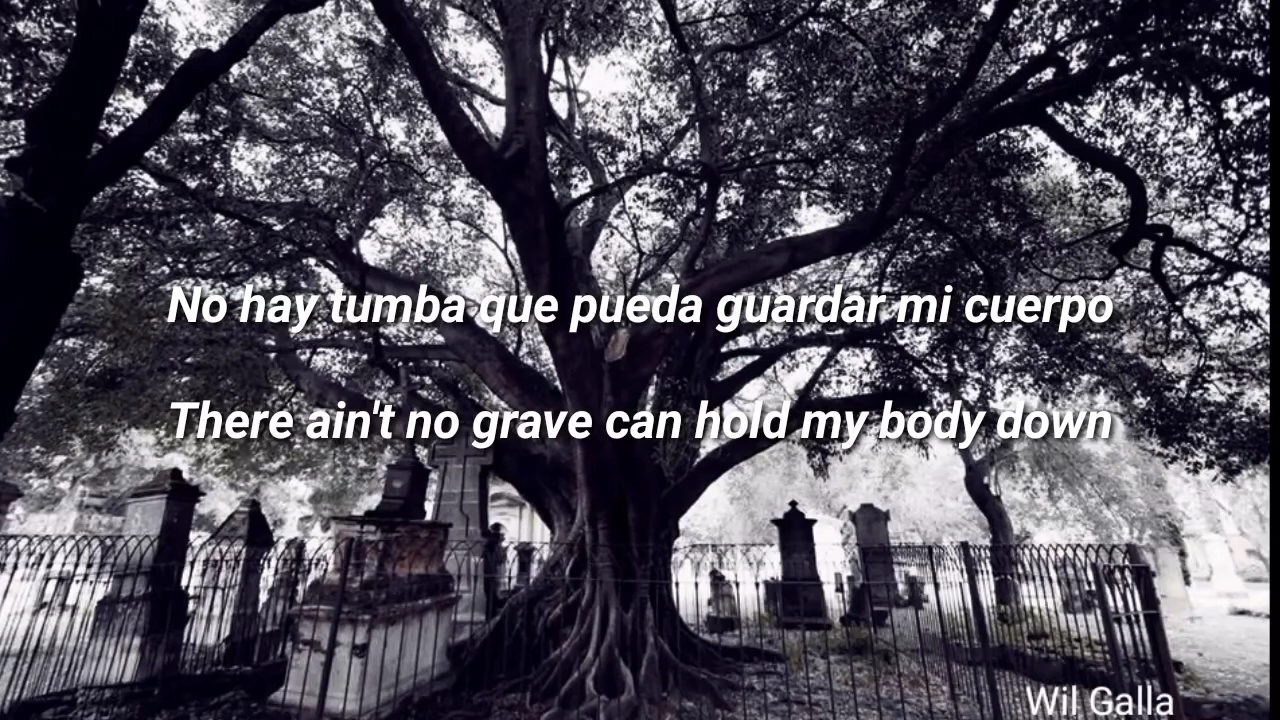 No hay tumba que pueda guardar mi cuerpo
There ain't no grave can hold my body down
Wil Galla